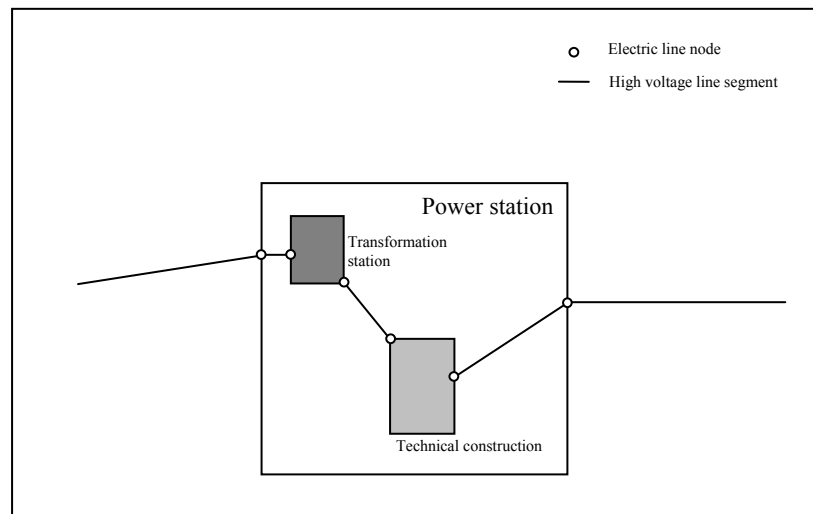 Electric line node
High voltage line segment
Power station
Transformation
station
Technical construction